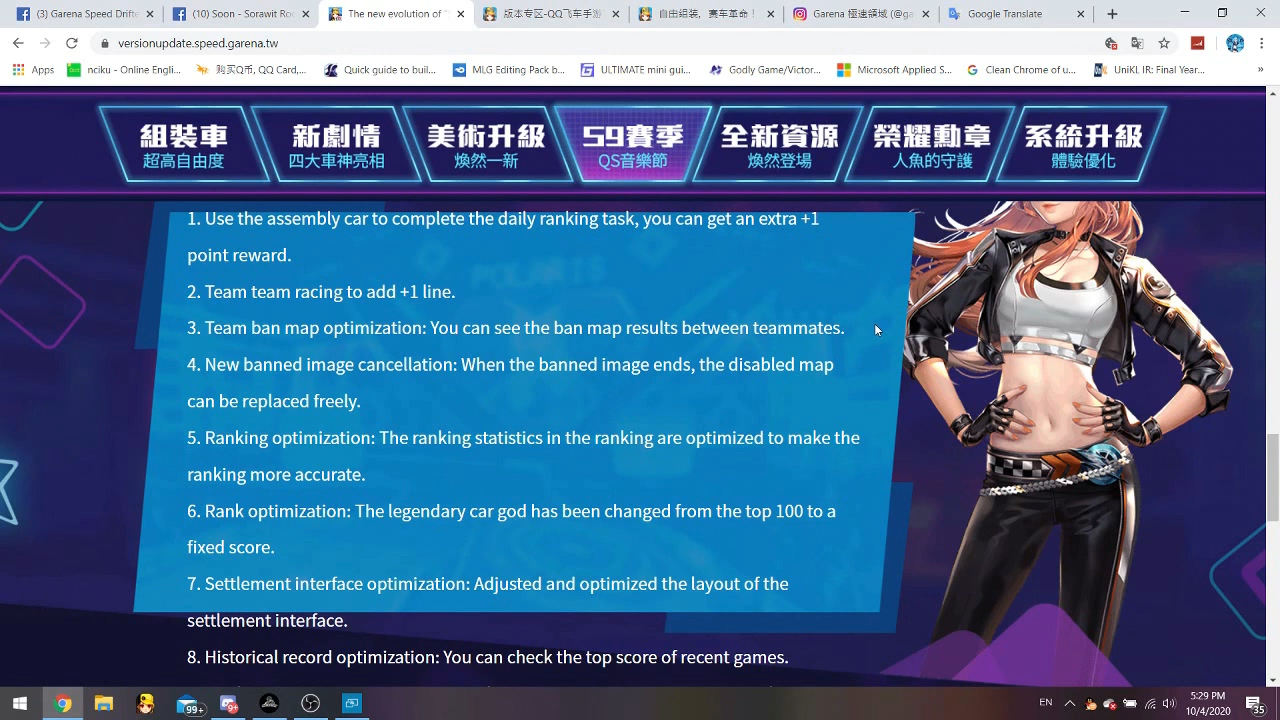 (3) Facebook
(3) Facebook
The new revolution of
版本专区-QQ飞车手游
自由组装，赛车革命！
Garena 極速領域 (@ga
Google Translate
versionupdate.speed.garena.tw
Apps
nciku - Online Engli...
购买Q币, QQ Card,...
Quick guide to buil...
MLG Editing Pack b...
ULTIMATE mini gui...
Godly Game/Victor...
Microsoft Applied S...
Clean Chrome of u...
UniKL IR: Final Year...
»
組裝車
超高自由度
新劇情
四大車神亮相
美術升級
煥然一新
S9賽季
QS音樂節
全新資源
煥然登場
榮耀勳章
人魚的守護
系統升級
體驗優化
1. Use the assembly car to complete the daily ranking task, you can get an extra +1
point reward.
2. Team team racing to add +1 line.
3. Team ban map optimization: You can see the ban map results between teammates.
4. New banned image cancellation: When the banned image ends, the disabled map
can be replaced freely.
5. Ranking optimization: The ranking statistics in the ranking are optimized to make the
ranking more accurate.
6. Rank optimization: The legendary car god has been changed from the top 100 to a
fixed score.
7. Settlement interface optimization: Adjusted and optimized the layout of the
settlement interface.
8. Historical record optimization: You can check the top score of recent games.
99+
EN
5:29 PM
10/4/2020
35